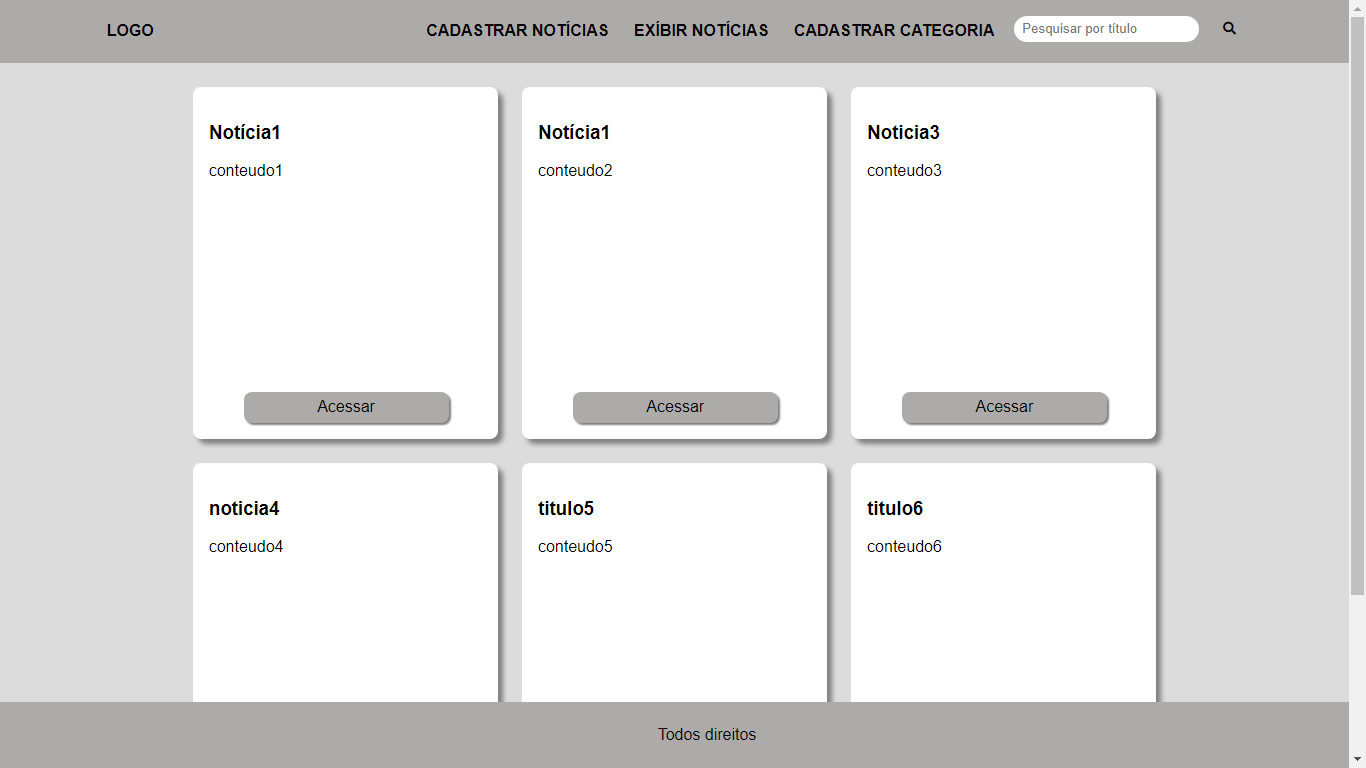 LOGO CADASTRAR NOTÍCIAS EXÍBIR NOTÍCIAS CADASTRAR CATEGORIA Pesquisar por título
Notícia1 Notícia1 Noticia3
conteudo1 conteudo2 conteudo3
Acessar Acessar Acessar
noticia4 titulo5 titulo6
conteudo4 conteudo5 conteudo6
Todos direitos